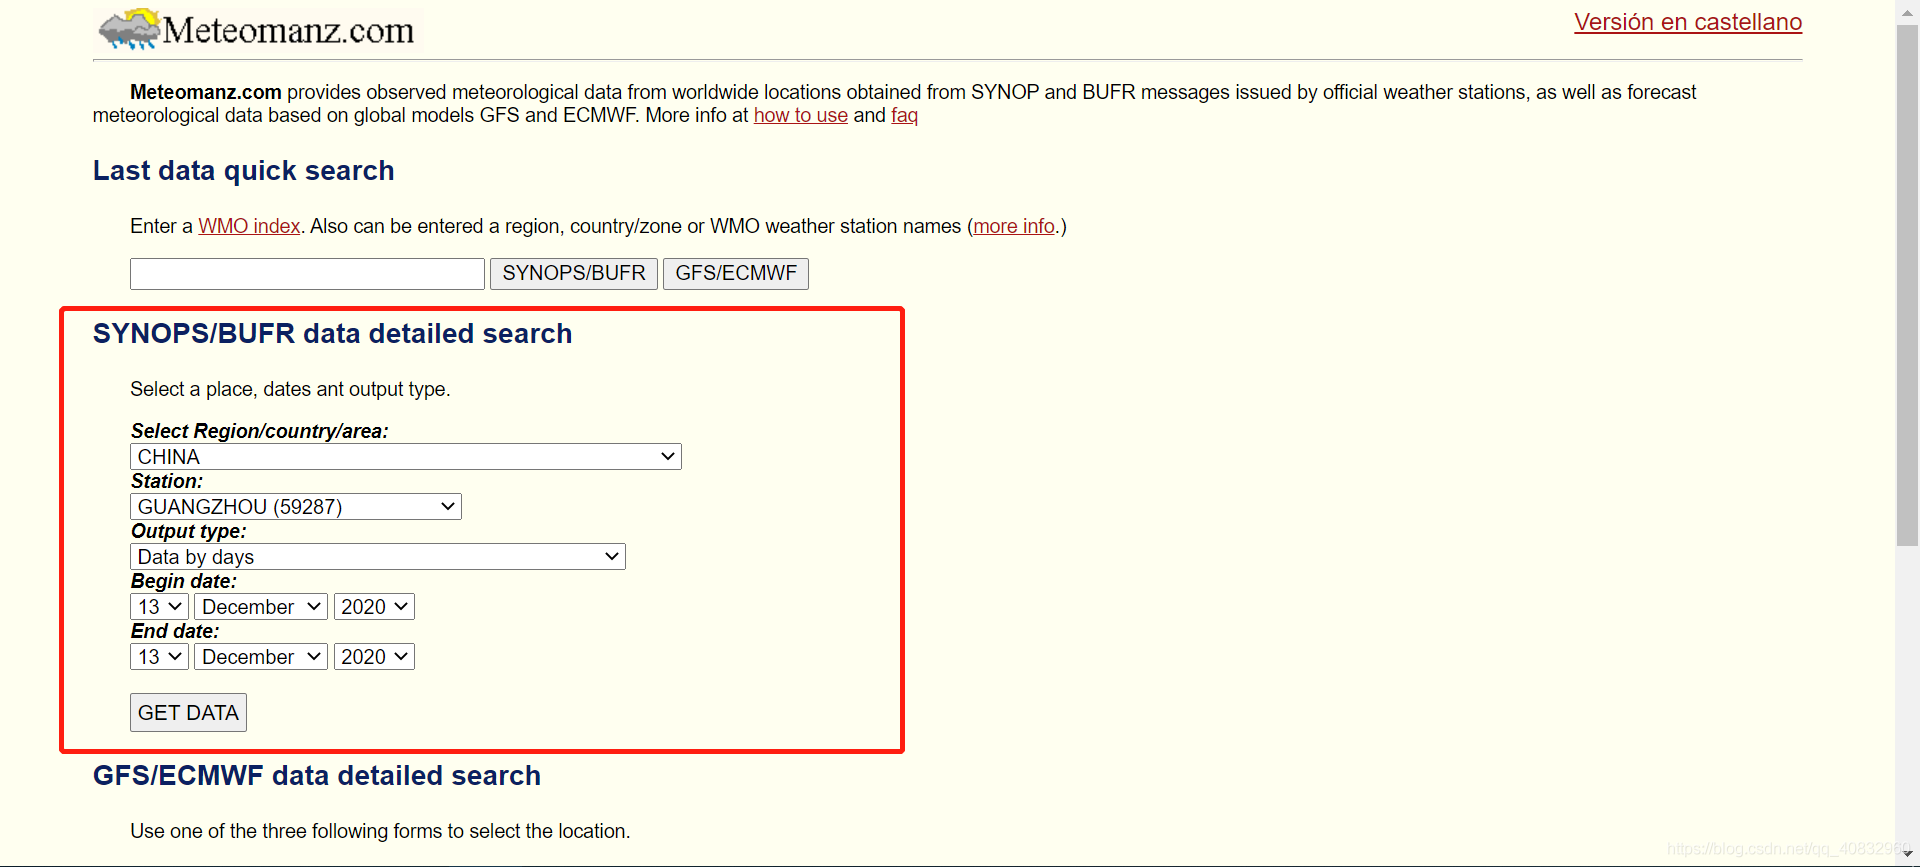 Meteomanz.com
Versión en castellano
Meteomanz.com provides observed meteorological data from worldwide locations obtained from SYNOP and BUFR messages issued by official weather stations, as well as forecast
meteorological data based on global models GFS and ECMWF. More info at how to use and faq
Last data quick search
Enter a WMO index. Also can be entered a region, country/zone or WMO weather station names (more info.)
SYNOPS/BUFR GFS/ECMWF
SYNOPS/BUFR data detailed search
Select a place, dates ant output type.
Select Region/country/area:
CHINA
Station:
GUANGZHOU (59287)
Output type:
Data by days
Begin date:
13 December 2020
End date:
13 December 2020
GET DATA
GFS/ECMWF data detailed search
Use one of the three following forms to select the location.